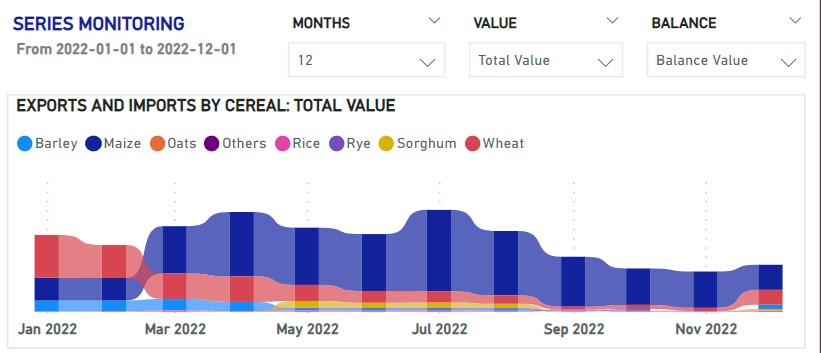 SERIES MONITORING
From 2022-01-01 to 2022-12-01
MONTHS
12
VALUE
Total Value
BALANCE
Balance Value
EXPORTS AND IMPORTS BY CEREAL: TOTAL VALUE
Barley Maize Oats Others Rice Rye Sorghum Wheat
Jan 2022 Mar 2022 May 2022 Jul 2022 Sep 2022 Nov 2022